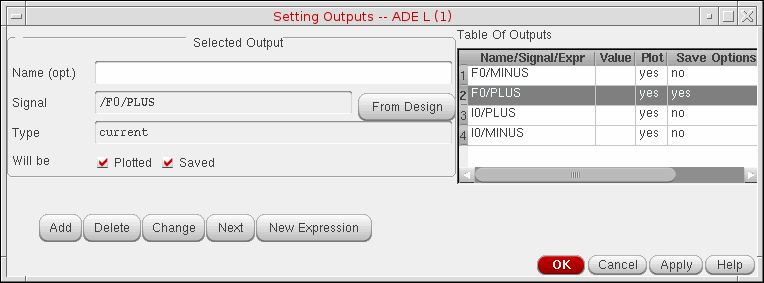 Setting Outputs -- ADE L (1)
Selected Output
Name (opt.)
Signal /F0/PLUS From Design
Type current
Will be Plotted Saved
Add Delete Change Next New Expression
Table Of Outputs
Name/Signal/Expr Value Plot Save Options
1 F0/MINUS yes no
2 F0/PLUS yes yes
3 I0/PLUS yes no
4 I0/MINUS yes no
OK Cancel Apply Help